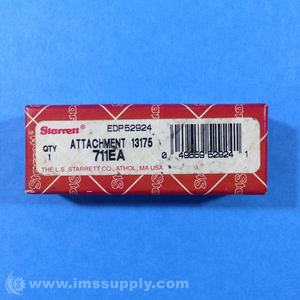 Starrett
EDP52924
QTY ATTACHMENT 13175
1 711EA
0 49659 52924 1
THE L.S. STARRETT CO., ATHOL, MA USA
© www.imssupply.com